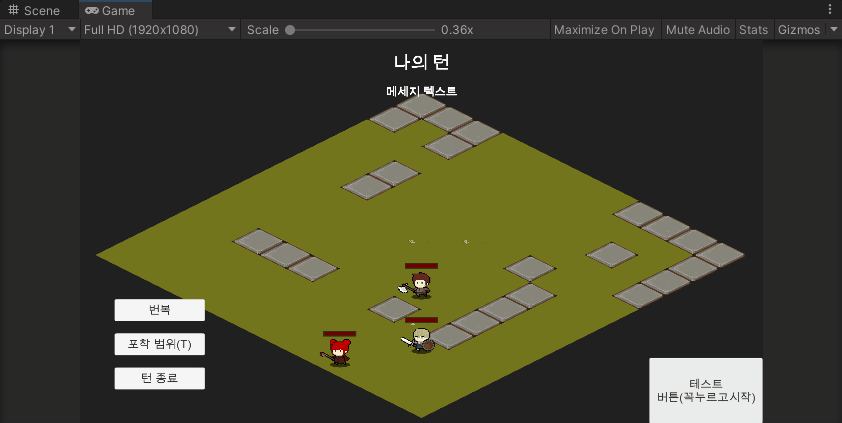 Scene
Game
Display 1
Full HD (1920x1080)
Scale
0.36x
Maximize On Play
Mute Audio
Stats
Gizmos
나의 턴
메세지 텍스트
번복
포착 범위(T)
턴 종료
테스트
버튼(꼭누르고시작)